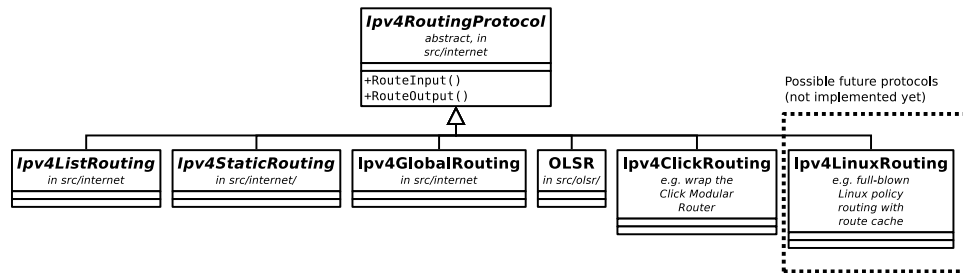 Ipv4RoutingProtocol
abstract, in
src/internet
+RouteInput()
+RouteOutput()
Possible future protocols
(not implemented yet)
Ipv4ListRouting
in src/internet
Ipv4StaticRouting
in src/internet/
Ipv4GlobalRouting
in src/internet
OLSR
in src/olsr/
Ipv4ClickRouting
e.g. wrap the
Click Modular
Router
Ipv4LinuxRouting
e.g. full-blown
Linux policy
routing with
route cache